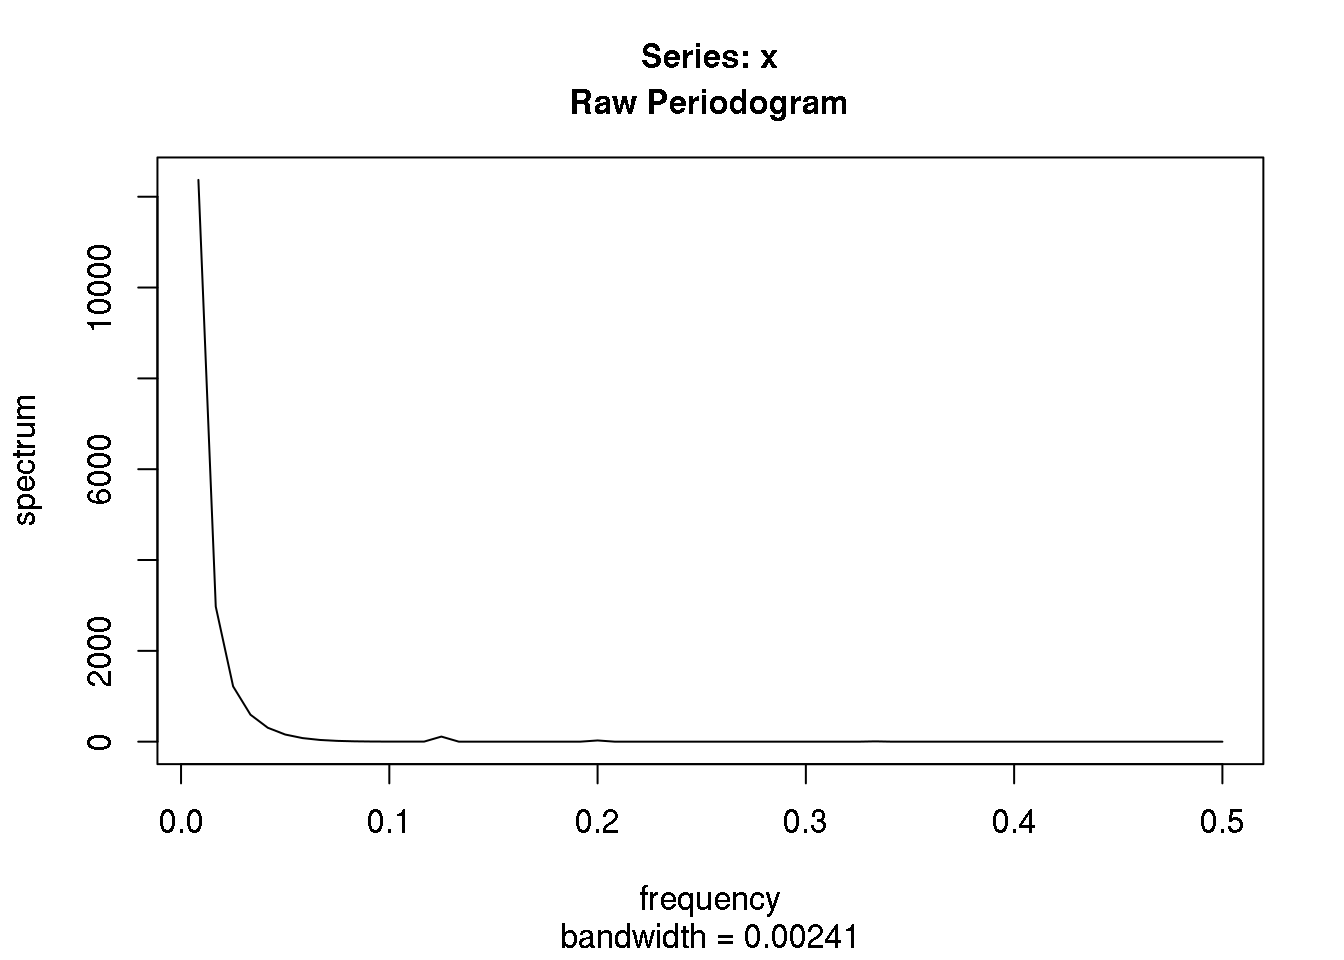 Series: x
Raw Periodogram
spectrum
10000
6000
2000
0
0.0 0.1 0.2 0.3 0.4 0.5
frequency
bandwidth = 0.00241